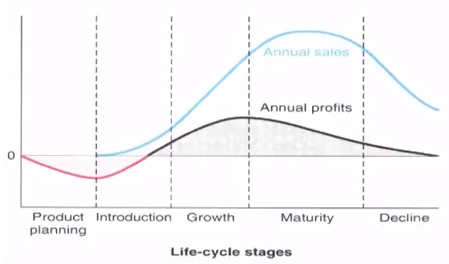 Annual sales
Annual profits
0
Product planning
Introduction
Growth
Maturity
Decline
Life-cycle stages